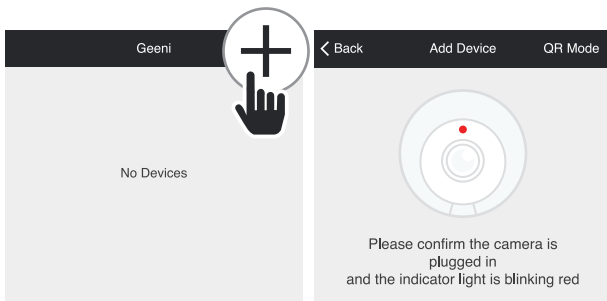 Geeni
No Devices
Back
Add Device
QR Mode
Please confirm the camera is
plugged in
and the indicator light is blinking red